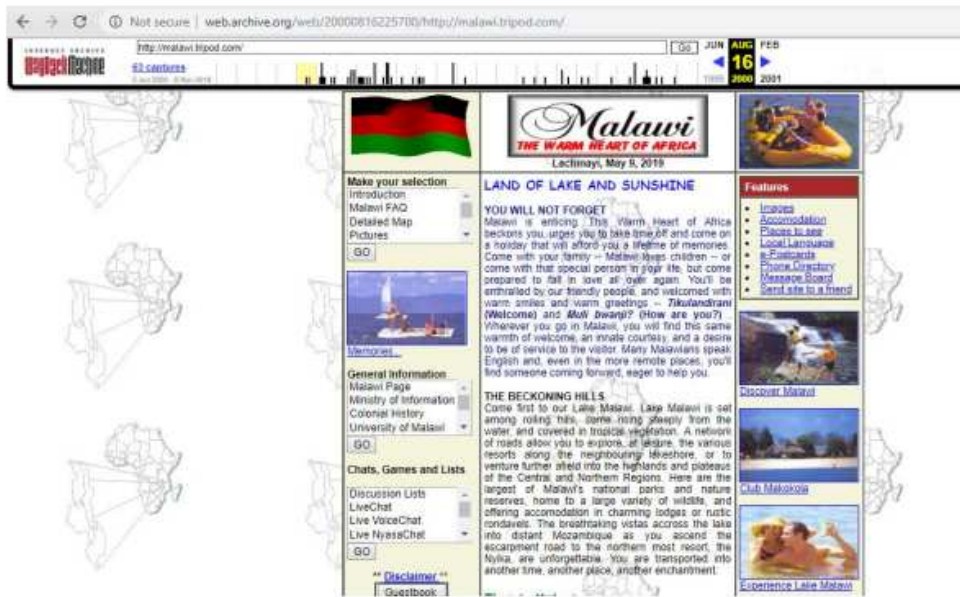 Not secure | web.archive.org/web/20000816225700/http://malawi.tripod.com/
INTERNET ARCHIVE
WaybackMachine
http://malawi.tripod.com/
Go
63 captures
JUN AUG FEB
16
1999 2000 2001
Malawi
THE WARM HEART OF AFRICA
Lachinayi, May 9, 2019
Make your selection
Introduction
Malawi FAQ
Detailed Map
Pictures
GO
Memories...
General Information
Malawi Page
Ministry of Information
Colonial History
University of Malawi
GO
Chats, Games and Lists
Discussion Lists
LiveChat
Live VoiceChat
Live NyasaChat
GO
** Disclaimer **
Guestbook
LAND OF LAKE AND SUNSHINE
YOU WILL NOT FORGET
Malawi is enticing. This Warm Heart of Africa
beckons you, urges you to take time off and come on
a holiday that will afford you a lifetime of memories.
Come with your family -- Malawi loves children -- or
come with that special person in your life, but come
prepared to fall in love all over again. You'll be
enthralled by our friendly people, and welcomed with
warm smiles and warm greetings -- Tikulandirani
(Welcome) and Muli bwanji? (How are you?)
Wherever you go in Malawi, you will find this same
warmth of welcome, an innate courtesy, and a desire
to be of service to the visitor. Many Malawians speak
English and, even in the more remote places, you'll
find someone coming forward, eager to help you.
THE BECKONING HILLS
Come first to our Lake Malawi. Lake Malawi is set
among rolling hills, some rising steeply from the
water, and covered in tropical vegetation. A network
of roads allow you to explore, at leisure, the various
resorts along the neighbouring lakeshore, or to
venture further afield into the highlands and plateaus
of the Central and Northern Regions. Here are the
largest of Malawi's national parks and nature
reserves, home to a large variety of wildlife, and
offering accomodation in charming lodges or rustic
rondavels. The breathtaking vistas accross the lake
into distant Mozambique as you ascend the
escarpment road to the northern most resort, the
Nyika, are unforgettable. You are transported into
another time, another place, another enchantment.
Features
Images
Accomodation
Places to see
Local Language
e-Postcards
Phone Directory
Message Board
Send site to a friend
Discover Malawi
Club Makokola
Experience Lake Malawi